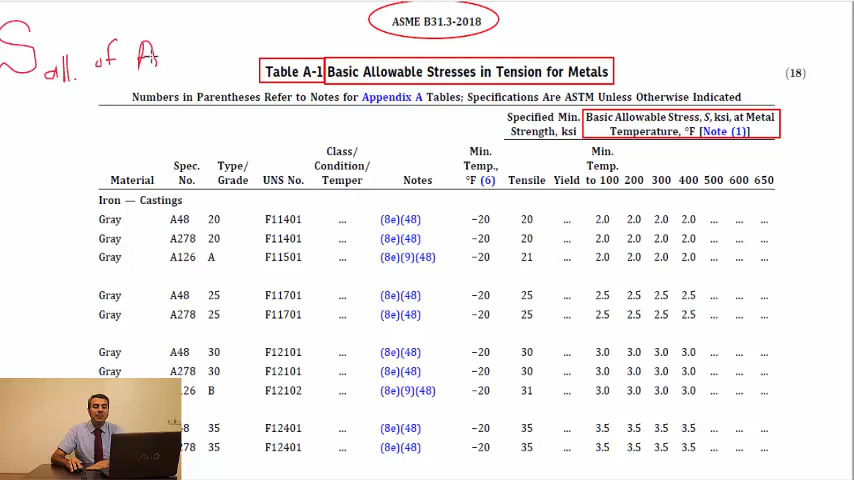 ASME B31.3-2018
S all. of A
Table A-1 Basic Allowable Stresses in Tension for Metals
(18)
Numbers in Parentheses Refer to Notes for Appendix A Tables; Specifications Are ASTM Unless Otherwise Indicated
Specified Min. Strength, ksi
Basic Allowable Stress, S, ksi, at Metal Temperature, °F [Note (1)]
Material Spec. No. Type/Grade UNS No. Class/Condition/Temper Notes Min. Temp., °F (6) Tensile Yield Min. Temp. to 100 200 300 400 500 600 650
Iron — Castings
Gray A48 20 F11401 ... (8e)(48) −20 20 ... 2.0 2.0 2.0 2.0 ... ... ...
Gray A278 20 F11401 ... (8e)(48) −20 20 ... 2.0 2.0 2.0 2.0 ... ... ...
Gray A126 A F11501 ... (8e)(9)(48) −20 21 ... 2.0 2.0 2.0 2.0 ... ... ...
Gray A48 25 F11701 ... (8e)(48) −20 25 ... 2.5 2.5 2.5 2.5 ... ... ...
Gray A278 25 F11701 ... (8e)(48) −20 25 ... 2.5 2.5 2.5 2.5 ... ... ...
Gray A48 30 F12101 ... (8e)(48) −20 30 ... 3.0 3.0 3.0 3.0 ... ... ...
Gray A278 30 F12101 ... (8e)(48) −20 30 ... 3.0 3.0 3.0 3.0 ... ... ...
B F12102 ... (8e)(9)(48) −20 31 ... 3.0 3.0 3.0 3.0 ... ... ...
35 F12401 ... (8e)(48) −20 35 ... 3.5 3.5 3.5 3.5 ... ... ...
35 F12401 ... (8e)(48) −20 35 ... 3.5 3.5 3.5 3.5 ... ... ...
CASIO